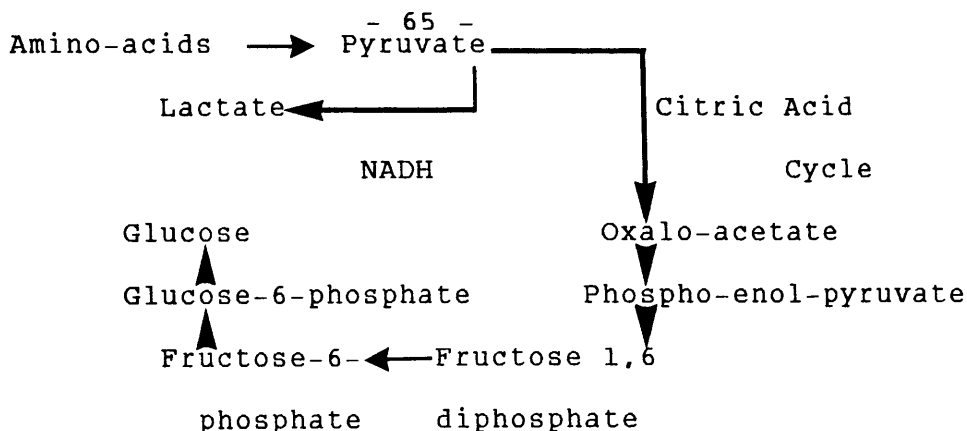 - 65 -
Amino-acids Pyruvate
Lactate Citric Acid
NADH Cycle
Glucose Oxalo-acetate
Glucose-6-phosphate Phospho-enol-pyruvate
Fructose-6- Fructose 1,6
phosphate diphosphate